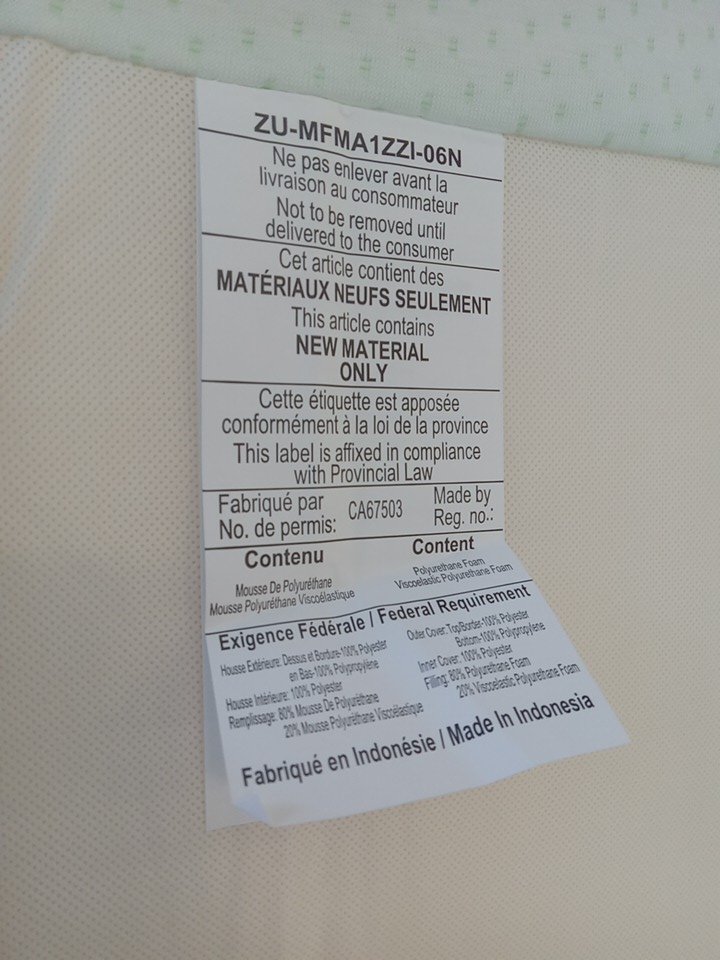 ZU-MFMA1ZZI-06N
Ne pas enlever avant la
livraison au consommateur
Not to be removed until
delivered to the consumer
Cet article contient des
MATÉRIAUX NEUFS SEULEMENT
This article contains
NEW MATERIAL
ONLY
Cette étiquette est apposée
conformément à la loi de la province
This label is affixed in compliance
with Provincial Law
Fabriqué par
No. de permis:
CA67503
Made by
Reg. no.:
Contenu
Mousse De Polyuréthane
Mousse Polyuréthane Viscoélastique
Content
Polyurethane Foam
Viscoelastic Polyurethane Foam
Exigence Fédérale / Federal Requirement
Housse Extérieure: Dessus et Bordure-100% Polyester
en Bas-100% Polypropylène
Housse Intérieure: 100% Polyester
Remplissage: 80% Mousse De Polyuréthane
20% Mousse Polyuréthane Viscoélastique
Outer Cover: Top/Border-100% Polyester
Bottom-100% Polypropylene
Inner Cover: 100% Polyester
Filling: 80% Polyurethane Foam
20% Viscoelastic Polyurethane Foam
Fabriqué en Indonésie / Made In Indonesia